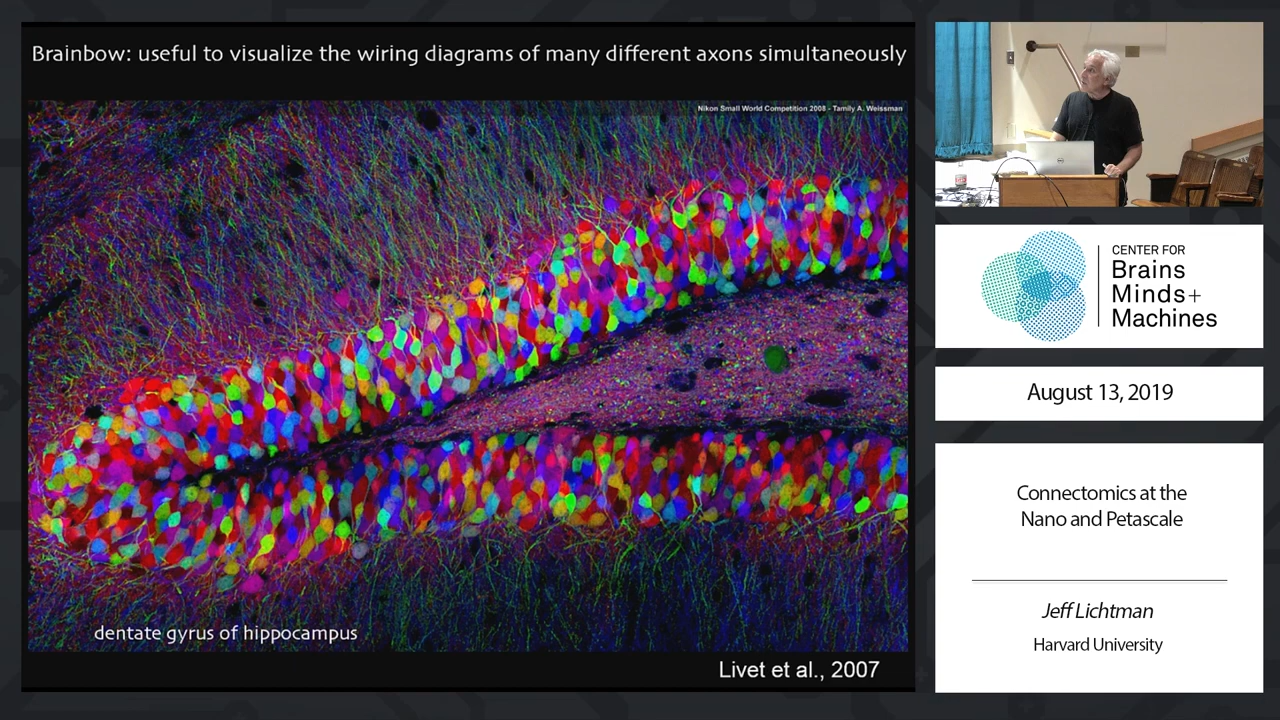 Brainbow: useful to visualize the wiring diagrams of many different axons simultaneously
Nikon Small World Competition 2008 - Tamily A. Weissman
dentate gyrus of hippocampus
Livet et al., 2007
CENTER FOR
Brains
Minds+
Machines
August 13, 2019
Connectomics at the
Nano and Petascale
Jeff Lichtman
Harvard University